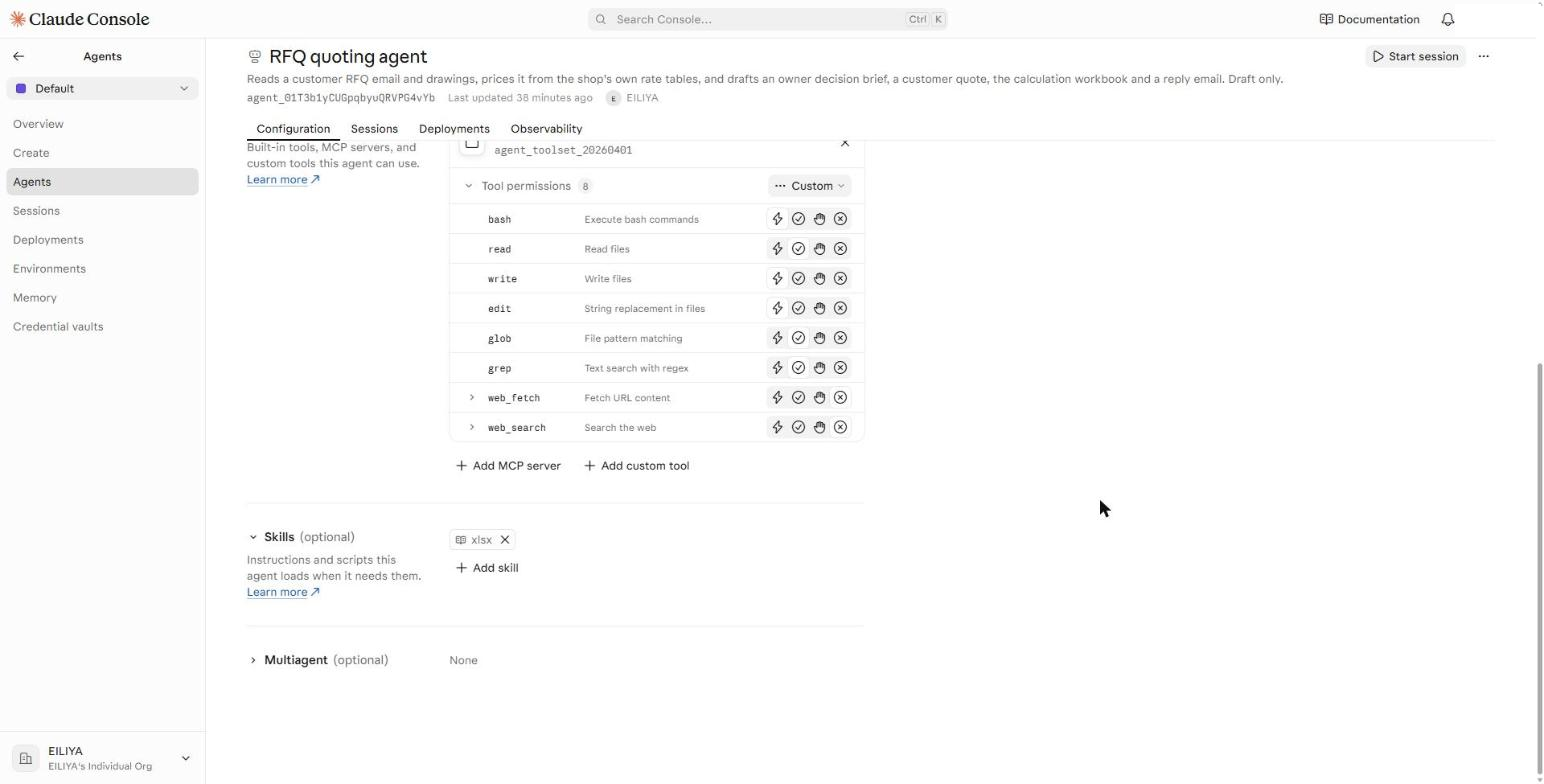 Claude Console
Search Console...
Ctrl K
Documentation
Agents
Default
Overview
Create
Agents
Sessions
Deployments
Environments
Memory
Credential vaults
EILIYA
EILIYA's Individual Org
RFQ quoting agent
Start session
Reads a customer RFQ email and drawings, prices it from the shop's own rate tables, and drafts an owner decision brief, a customer quote, the calculation workbook and a reply email. Draft only.
agent_01T3b1yCUGpqbyuQRVPG4vYb Last updated 38 minutes ago E EILIYA
Configuration Sessions Deployments Observability
Built-in tools, MCP servers, and
custom tools this agent can use.
Learn more
agent_toolset_20260401
Tool permissions 8 Custom
bash Execute bash commands
read Read files
write Write files
edit String replacement in files
glob File pattern matching
grep Text search with regex
web_fetch Fetch URL content
web_search Search the web
Add MCP server Add custom tool
Skills (optional)
Instructions and scripts this
agent loads when it needs them.
Learn more
xlsx
Add skill
Multiagent (optional) None